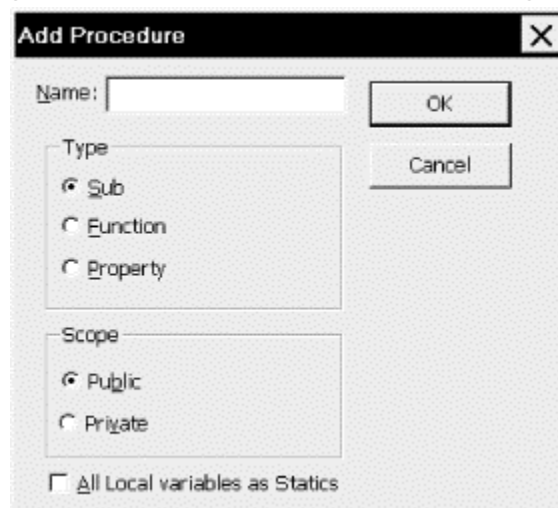 Add Procedure
Name:
OK
Type
Cancel
Sub
Function
Property
Scope
Public
Private
All Local variables as Statics